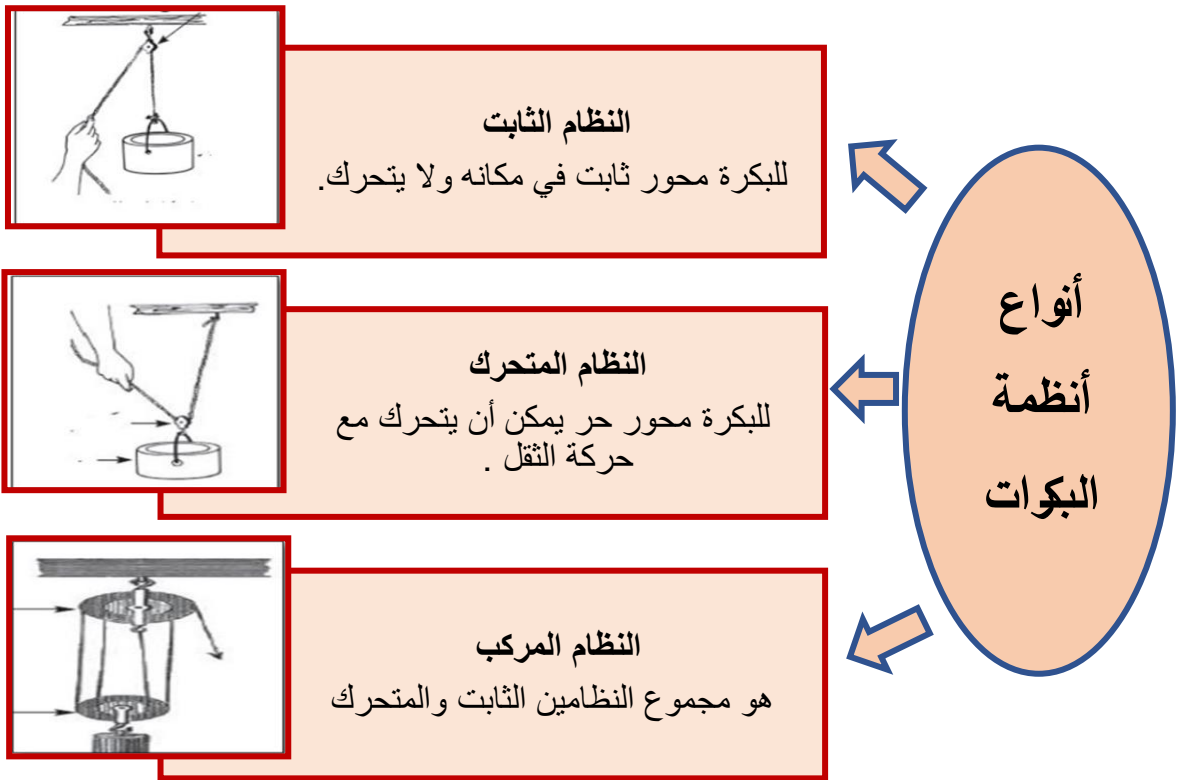 أنواع
أنظمة
البكرات
النظام الثابت
للبكرة محور ثابت في مكانه ولا يتحرك.
النظام المتحرك
للبكرة محور حر يمكن أن يتحرك مع
حركة الثقل .
النظام المركب
هو مجموع النظامين الثابت والمتحرك